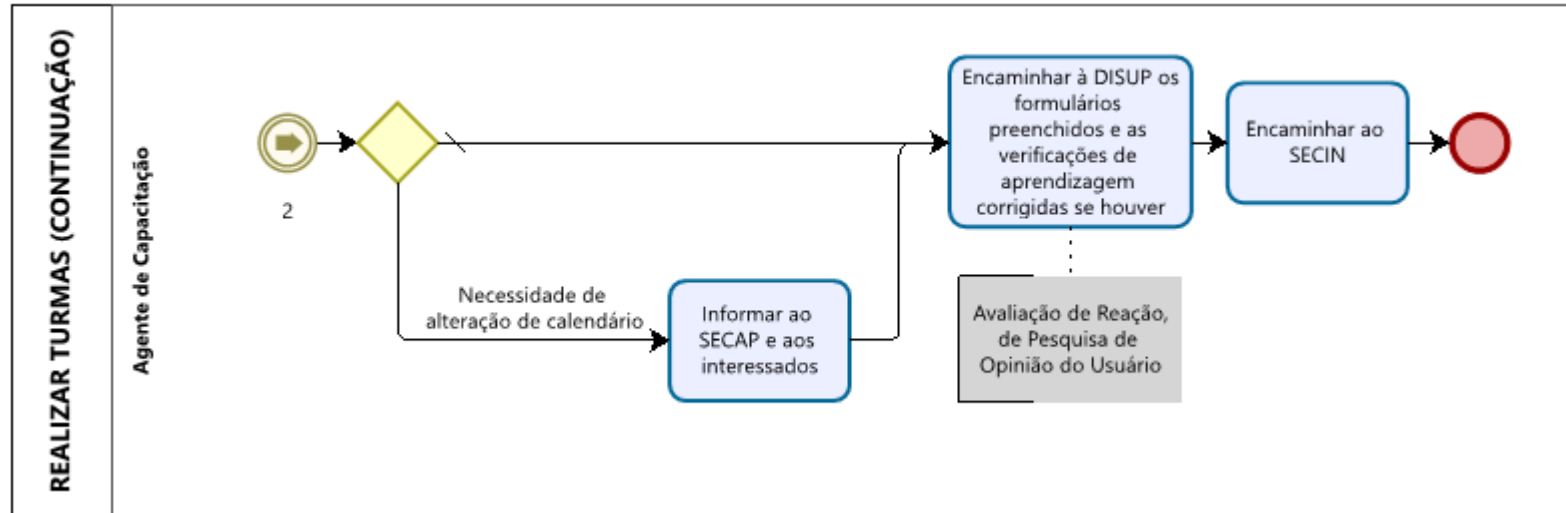 REALIZAR TURMAS (CONTINUAÇÃO)
Agente de Capacitação
2
Necessidade de
alteração de calendário
Informar ao
SECAP e aos
interessados
Encaminhar à DISUP os
formulários
preenchidos e as
verificações de
aprendizagem
corrigidas se houver
Avaliação de Reação,
de Pesquisa de
Opinião do Usuário
Encaminhar ao
SECIN